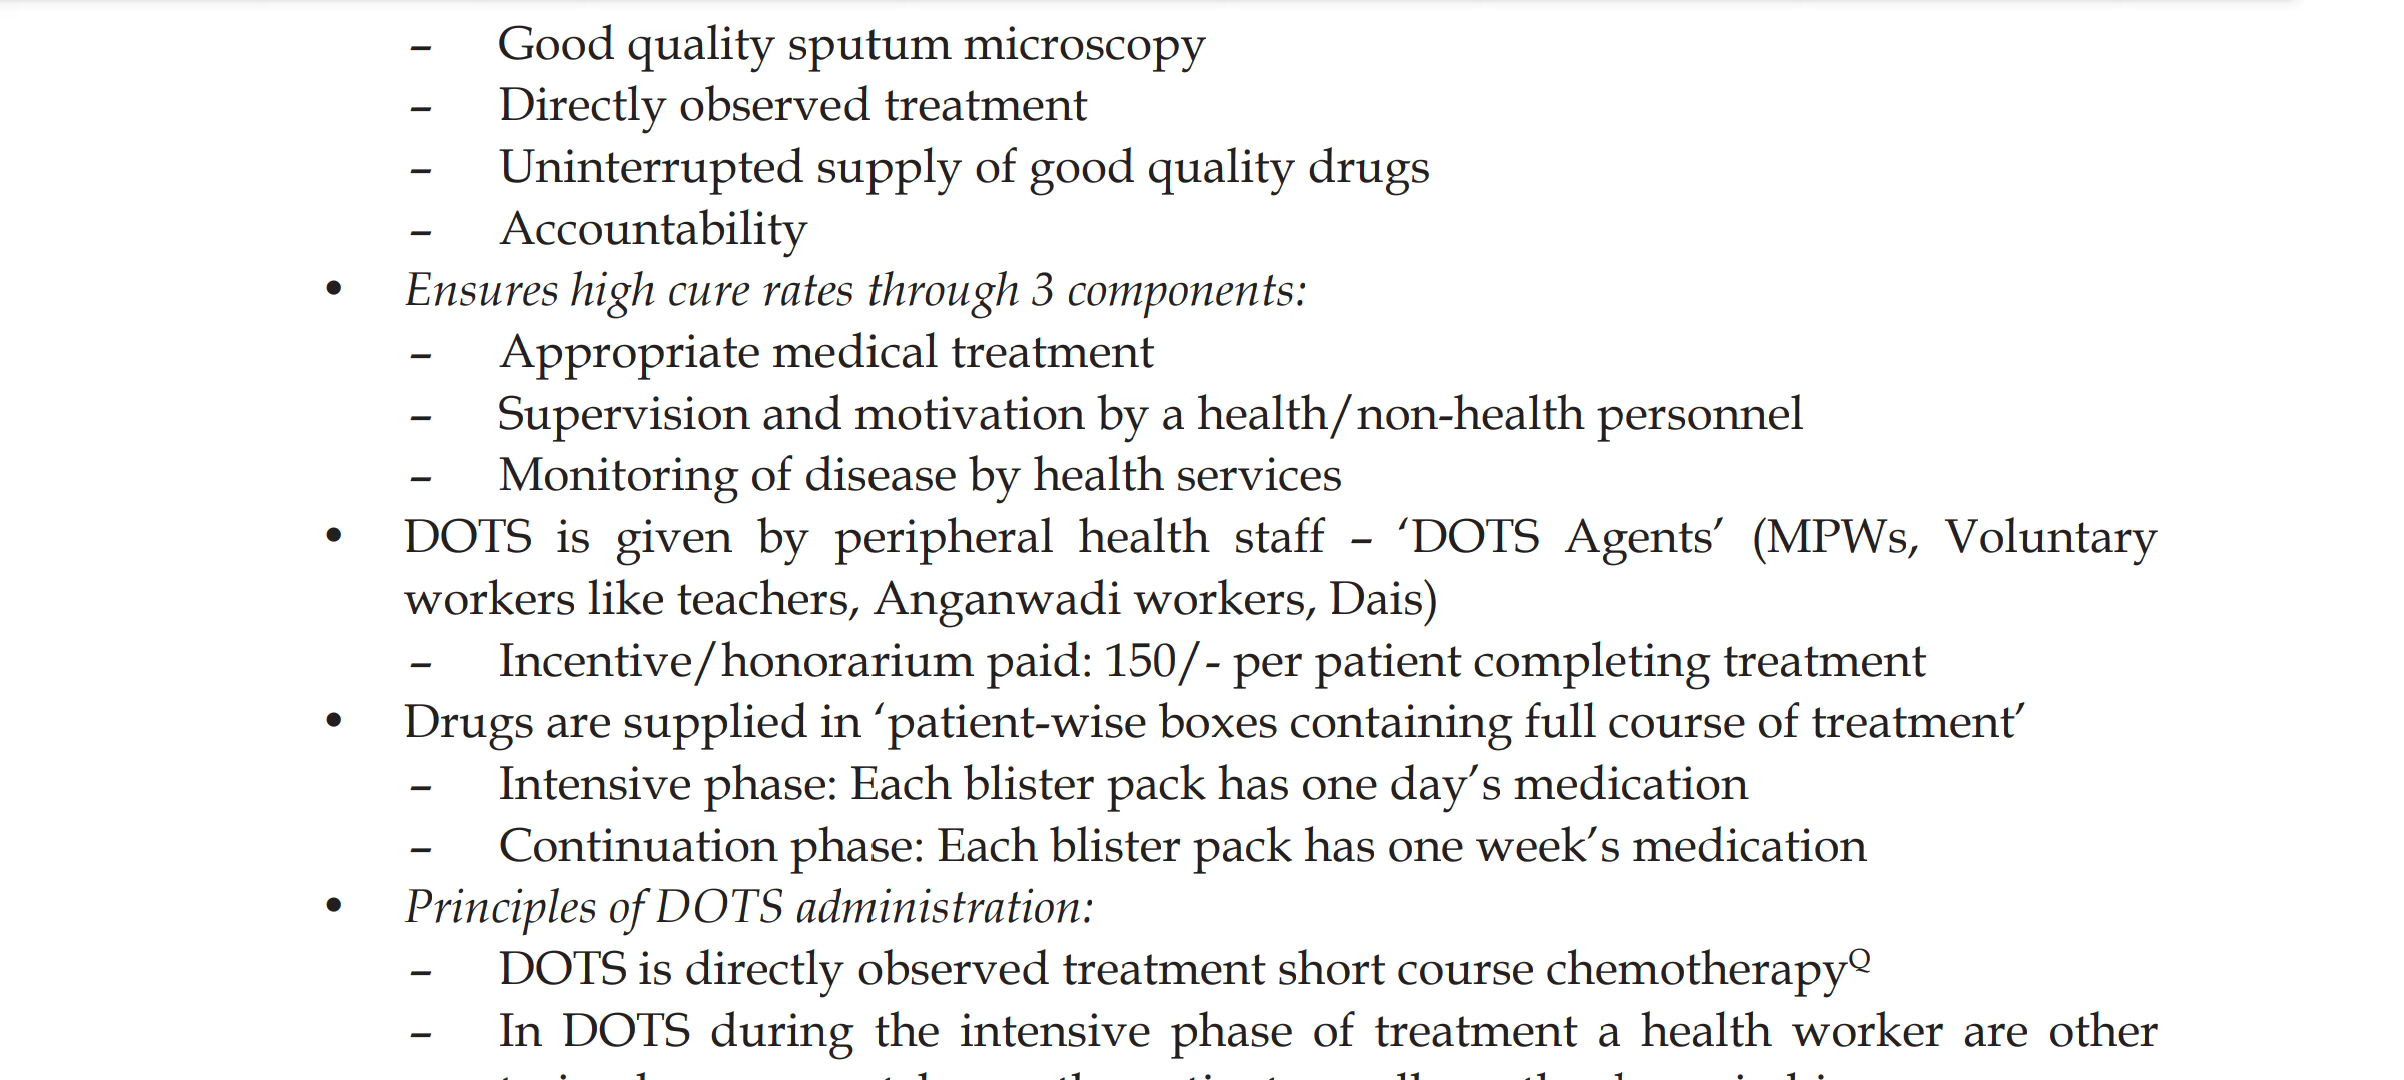 – Good quality sputum microscopy
– Directly observed treatment
– Uninterrupted supply of good quality drugs
– Accountability
• Ensures high cure rates through 3 components:
– Appropriate medical treatment
– Supervision and motivation by a health/non-health personnel
– Monitoring of disease by health services
• DOTS is given by peripheral health staff – ‘DOTS Agents’ (MPWs, Voluntary
workers like teachers, Anganwadi workers, Dais)
– Incentive/honorarium paid: 150/- per patient completing treatment
• Drugs are supplied in ‘patient-wise boxes containing full course of treatment’
– Intensive phase: Each blister pack has one day’s medication
– Continuation phase: Each blister pack has one week’s medication
• Principles of DOTS administration:
– DOTS is directly observed treatment short course chemotherapyQ
– In DOTS during the intensive phase of treatment a health worker are other